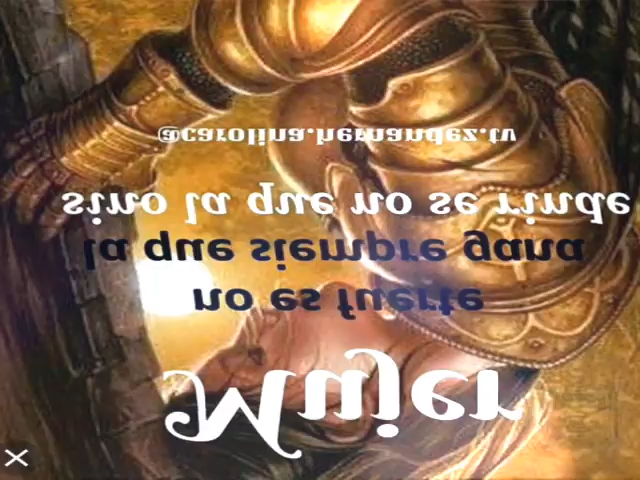 Mujer
no es fuerte
la que siempre gana
sino la que no se rinde
@carolina.hernandez.tv